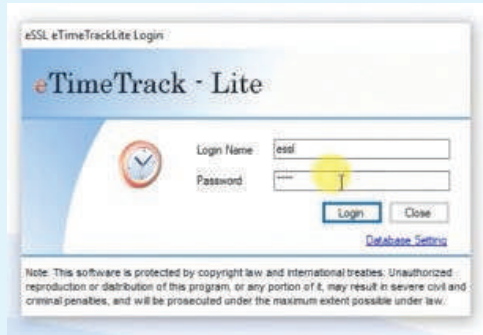 eSSL eTimeTrackLite Login
eTimeTrack - Lite
Login Name essl
Password -----
Login Close
Database Setting
Note: This software is protected by copyright law and international treaties. Unauthorized
reproduction or distribution of this program, or any portion of it, may result in severe civil and
criminal penalties, and will be prosecuted under the maximum extent possible under law.